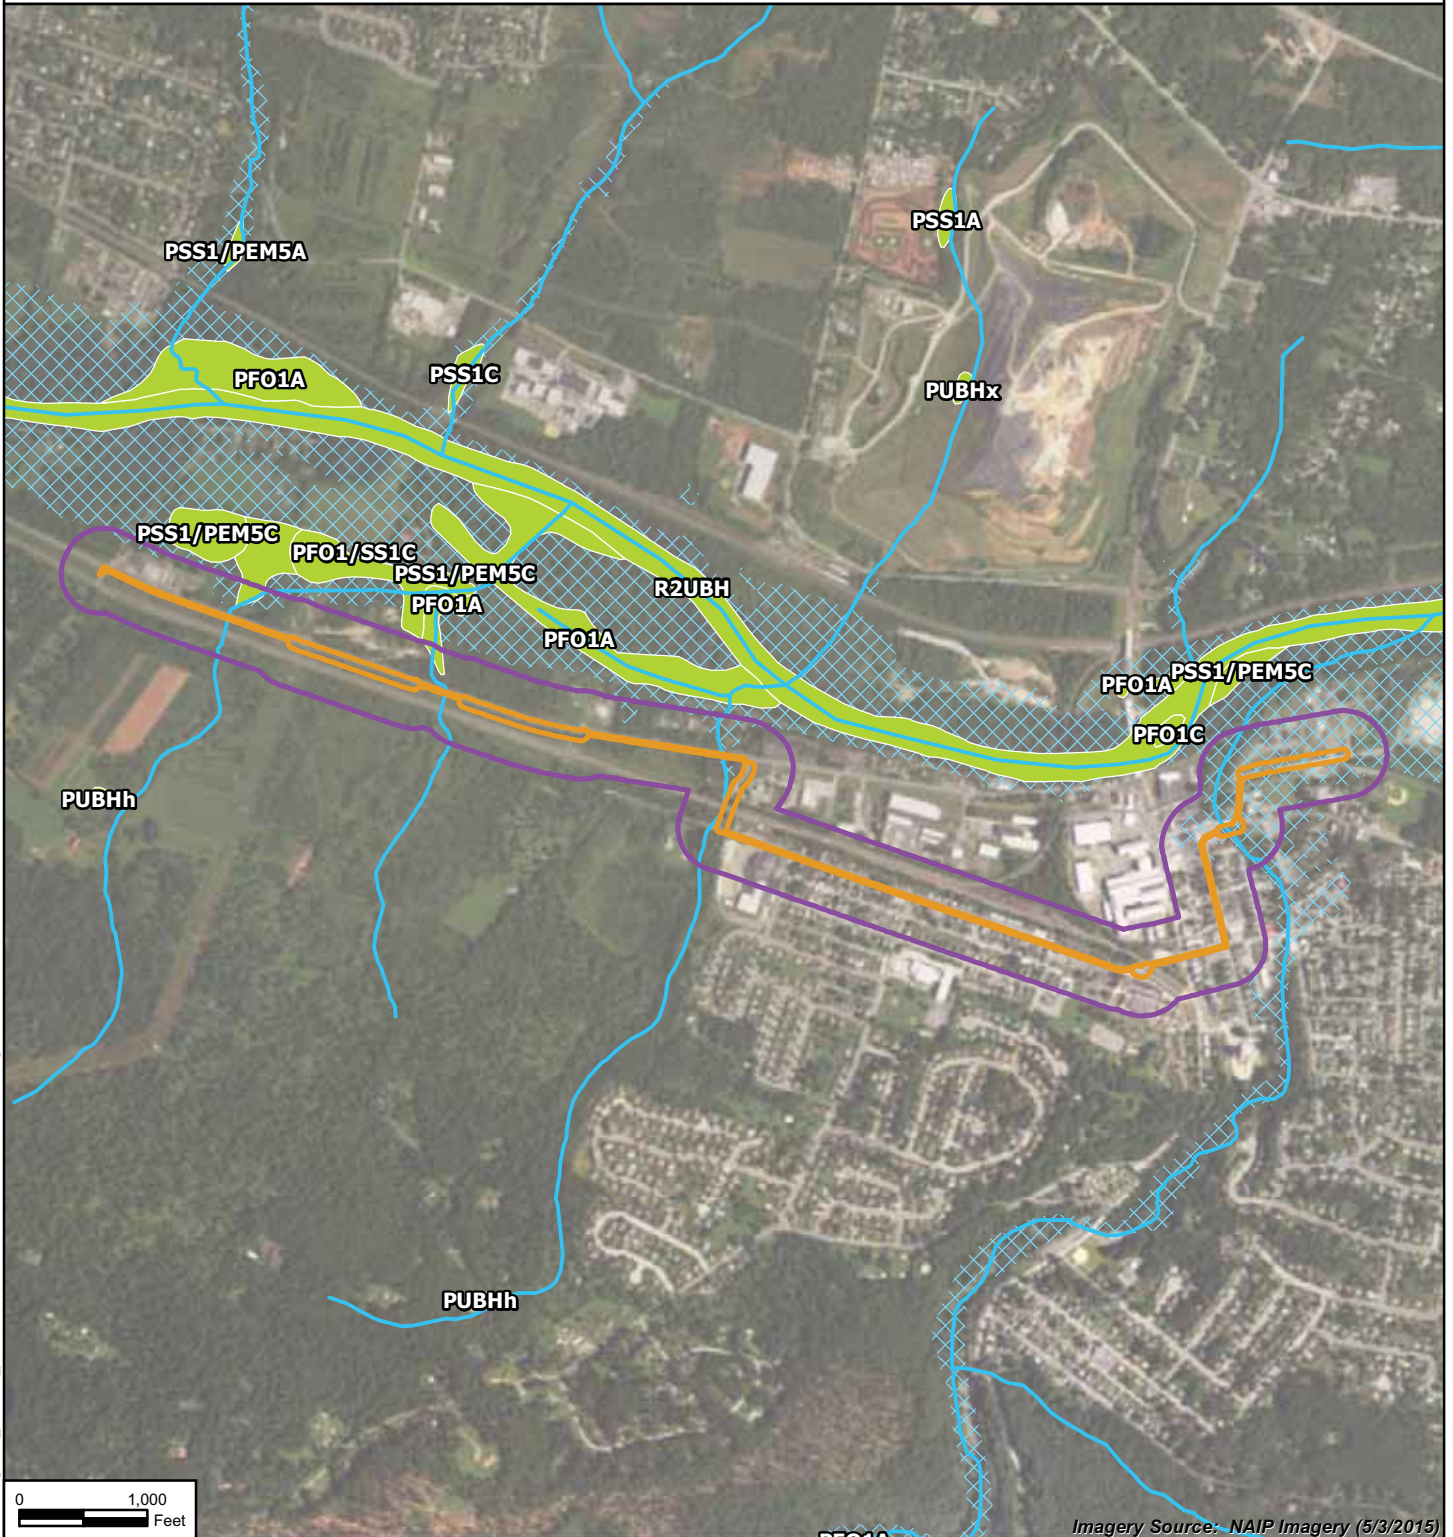 PSS1A
PSS1/PEM5A
PSS1C
PFO1A
PUBHx
PSS1/PEM5C
PFO1/SS1C
PSS1/PEM5C
R2UBH
PFO1A
PFO1A
PSS1/PEM5C
PFO1A
PFO1C
PUBHh
PUBHh
0 1,000
Feet
Imagery Source: NAIP Imagery (5/3/2015)
PFO1A